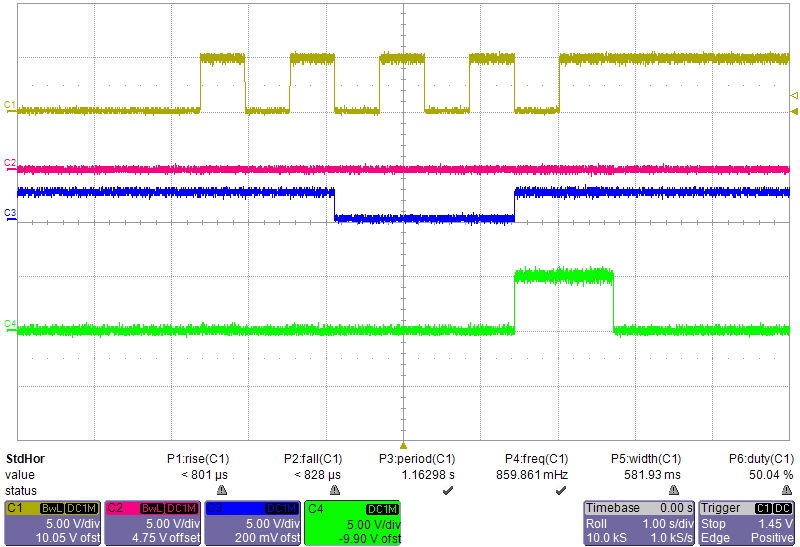 C1
C2
C3
C4
StdHor P1:rise(C1) P2:fall(C1) P3:period(C1) P4:freq(C1) P5:width(C1) P6:duty(C1)
value < 801 µs < 828 µs 1.16298 s 859.861 mHz 581.93 ms 50.04 %
status
C1 BwL DC1M
5.00 V/div
10.05 V ofst
C2 BwL DC1M
5.00 V/div
4.75 V offset
C3 DC1M
5.00 V/div
200 mV ofst
C4 DC1M
5.00 V/div
-9.90 V ofst
Timebase 0.00 s
Roll 1.00 s/div
10.0 kS 1.0 kS/s
Trigger C1 DC
Stop 1.45 V
Edge Positive